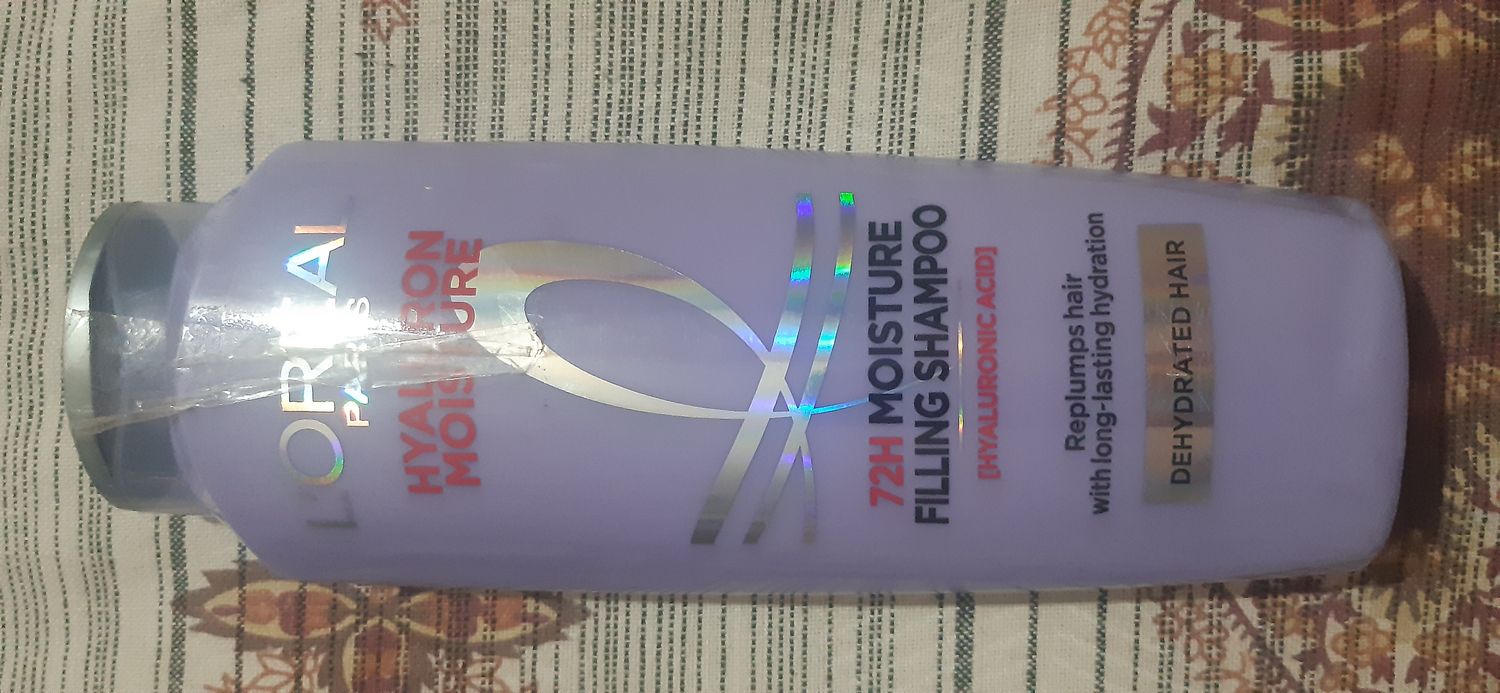 L'ORÉAL
PARIS
HYALURON
MOISTURE
72H MOISTURE
FILLING SHAMPOO
[HYALURONIC ACID]
Replumps hair
with long-lasting hydration
DEHYDRATED HAIR